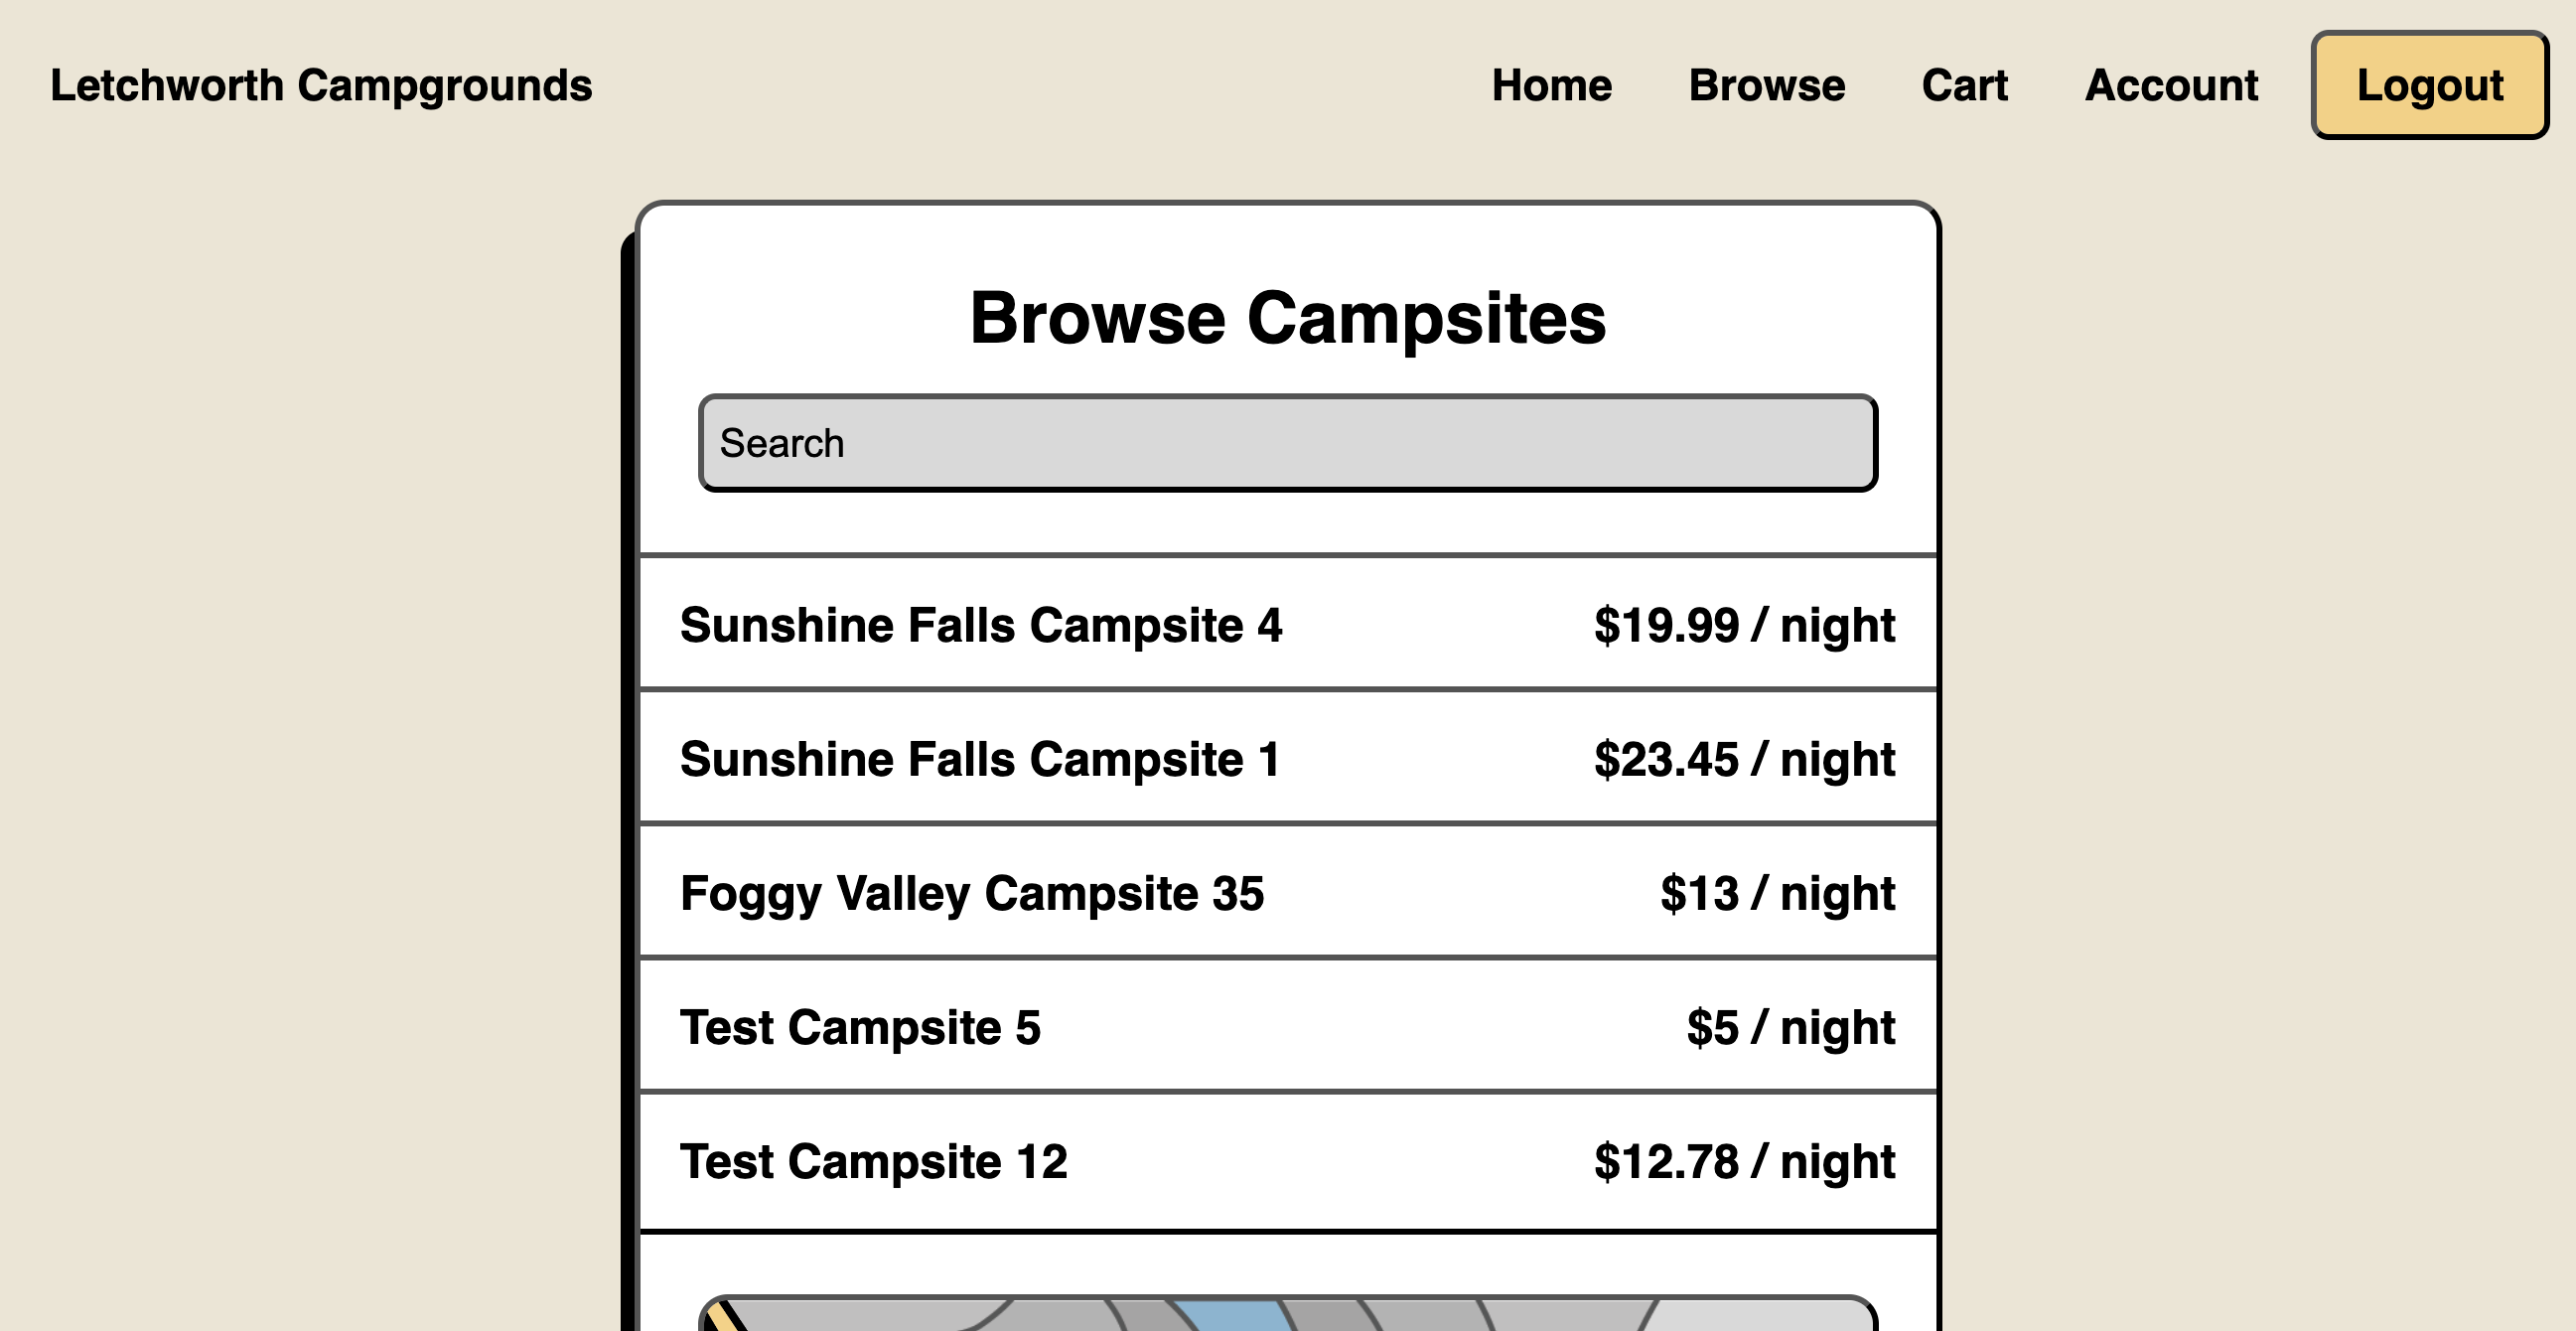 Letchworth Campgrounds Home Browse Cart Account Logout
Browse Campsites
Search
Sunshine Falls Campsite 4 $19.99 / night
Sunshine Falls Campsite 1 $23.45 / night
Foggy Valley Campsite 35 $13 / night
Test Campsite 5 $5 / night
Test Campsite 12 $12.78 / night